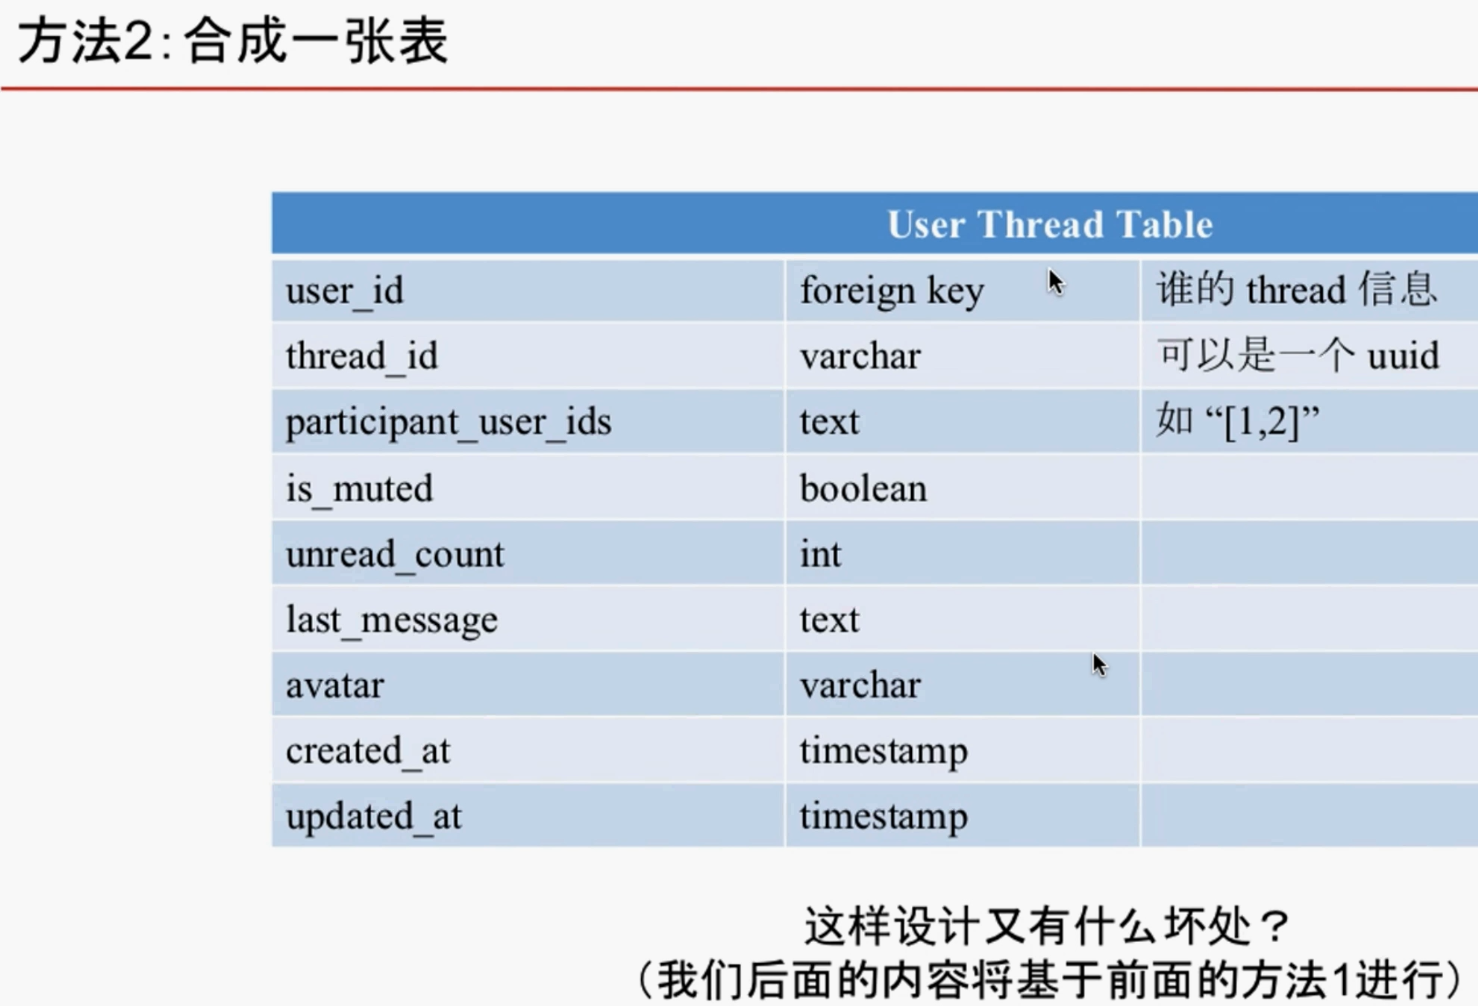 方法2:合成一张表
User Thread Table
user_id foreign key 谁的 thread 信息
thread_id varchar 可以是一个 uuid
participant_user_ids text 如 “[1,2]”
is_muted boolean
unread_count int
last_message text
avatar varchar
created_at timestamp
updated_at timestamp
这样设计又有什么坏处？
（我们后面的内容将基于前面的方法1进行）